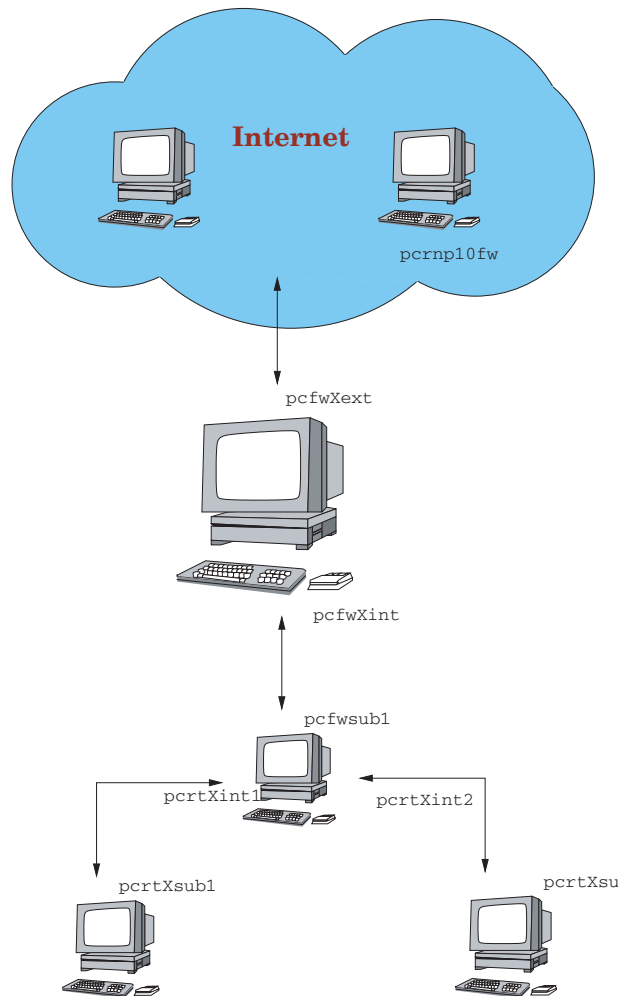 Internet
pcrnp10fw
pcfwXext
pcfwXint
pcfwsub1
pcrtXint1
pcrtXint2
pcrtXsub1
pcrtXsu